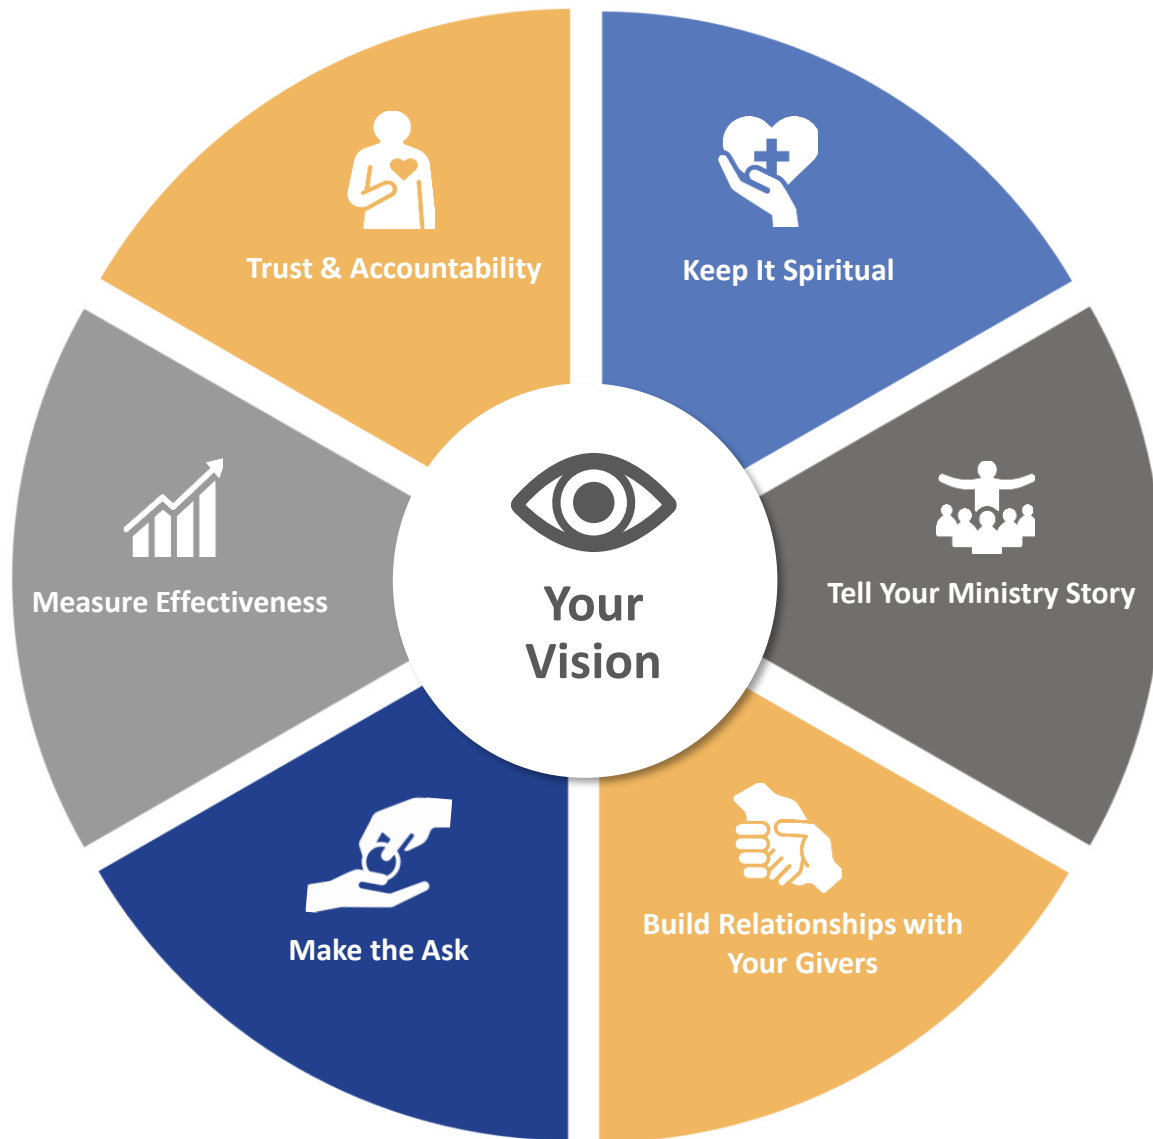 Trust & Accountability
Keep It Spiritual
Measure Effectiveness
Your
Vision
Tell Your Ministry Story
Make the Ask
Build Relationships with
Your Givers